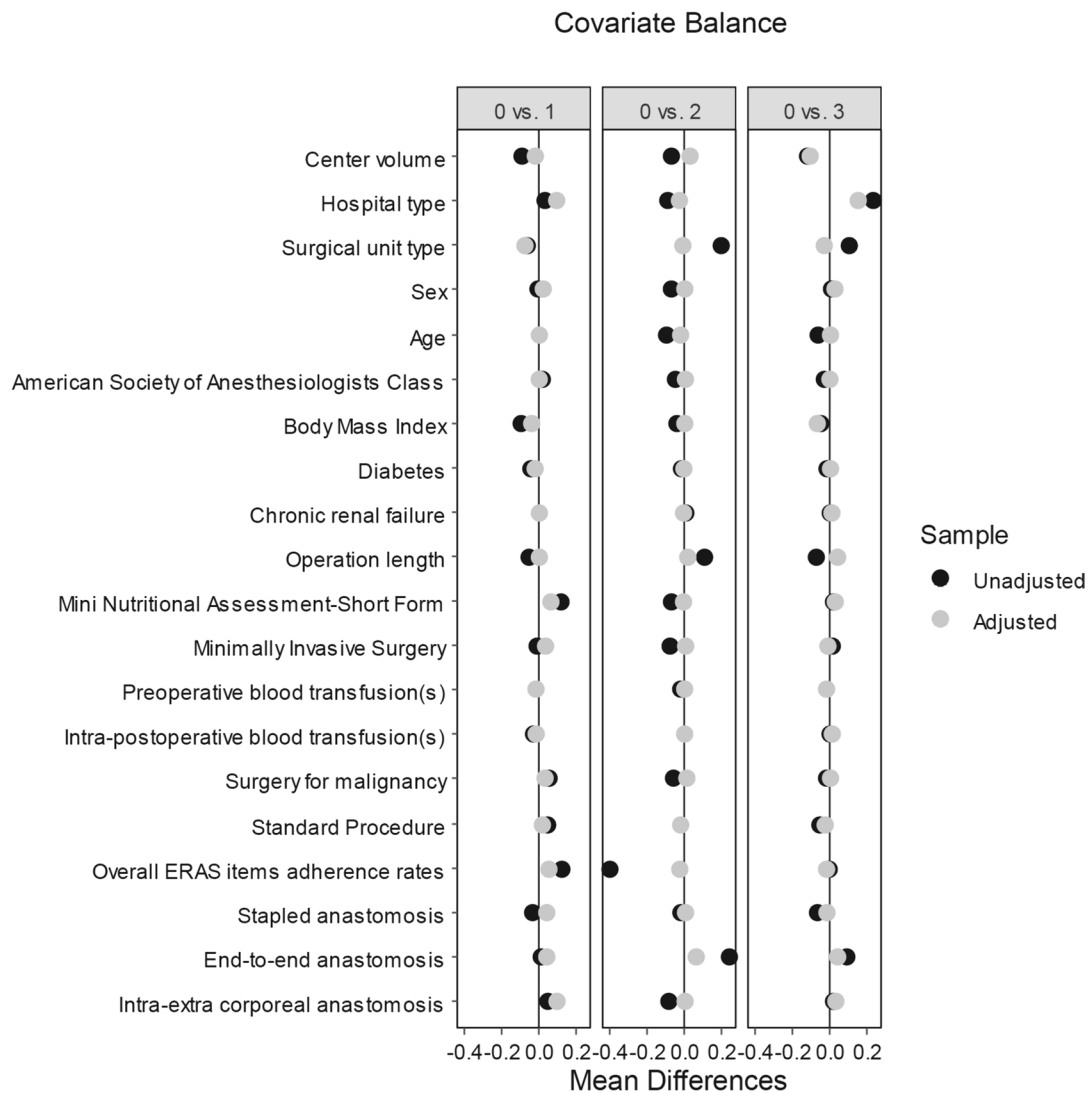 Covariate Balance
0 vs. 1 0 vs. 2 0 vs. 3
Center volume
Hospital type
Surgical unit type
Sex
Age
American Society of Anesthesiologists Class
Body Mass Index
Diabetes
Chronic renal failure
Operation length
Mini Nutritional Assessment-Short Form
Minimally Invasive Surgery
Preoperative blood transfusion(s)
Intra-postoperative blood transfusion(s)
Surgery for malignancy
Standard Procedure
Overall ERAS items adherence rates
Stapled anastomosis
End-to-end anastomosis
Intra-extra corporeal anastomosis
Sample
Unadjusted
Adjusted
-0.4 -0.2 0.0 0.2 -0.4 -0.2 0.0 0.2 -0.4 -0.2 0.0 0.2
Mean Differences